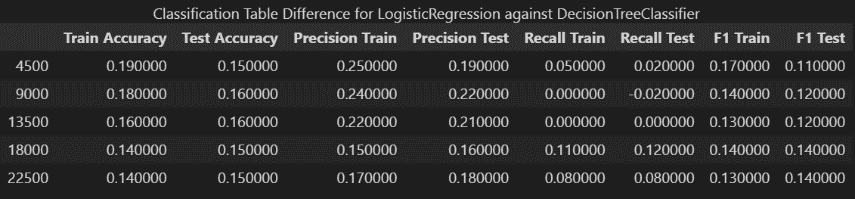 Classification Table Difference for LogisticRegression against DecisionTreeClassifier
Train Accuracy Test Accuracy Precision Train Precision Test Recall Train Recall Test F1 Train F1 Test
4500 0.190000 0.150000 0.250000 0.190000 0.050000 0.020000 0.170000 0.110000
9000 0.180000 0.160000 0.240000 0.220000 0.000000 -0.020000 0.140000 0.120000
13500 0.160000 0.160000 0.220000 0.210000 0.000000 0.000000 0.130000 0.120000
18000 0.140000 0.150000 0.150000 0.160000 0.110000 0.120000 0.140000 0.140000
22500 0.140000 0.150000 0.170000 0.180000 0.080000 0.080000 0.130000 0.140000